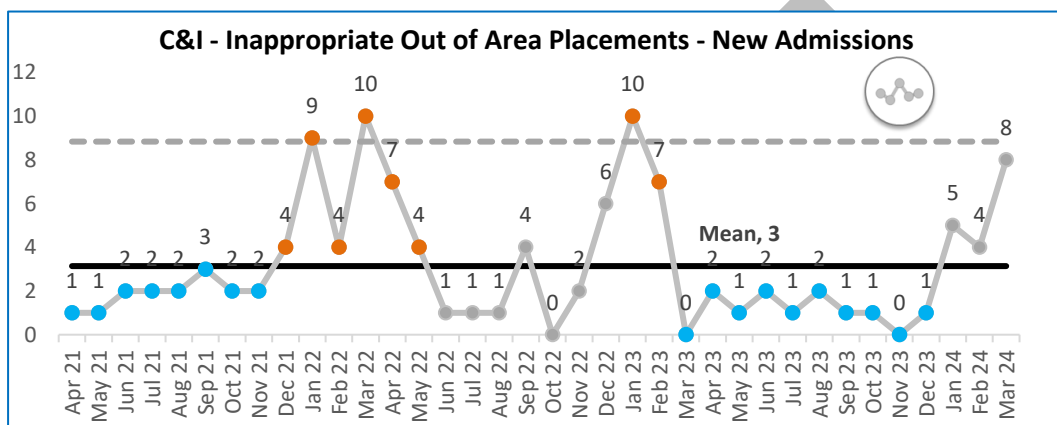 C&I - Inappropriate Out of Area Placements - New Admissions
12
10
8
6
4
2
0
1
1
2
2
2
3
2
2
4
9
4
10
7
4
1
1
1
4
0
2
6
10
7
0
2
1
2
1
2
1
1
0
1
5
4
8
Mean, 3
Apr 21
May 21
Jun 21
Jul 21
Aug 21
Sep 21
Oct 21
Nov 21
Dec 21
Jan 22
Feb 22
Mar 22
Apr 22
May 22
Jun 22
Jul 22
Aug 22
Sep 22
Oct 22
Nov 22
Dec 22
Jan 23
Feb 23
Mar 23
Apr 23
May 23
Jun 23
Jul 23
Aug 23
Sep 23
Oct 23
Nov 23
Dec 23
Jan 24
Feb 24
Mar 24